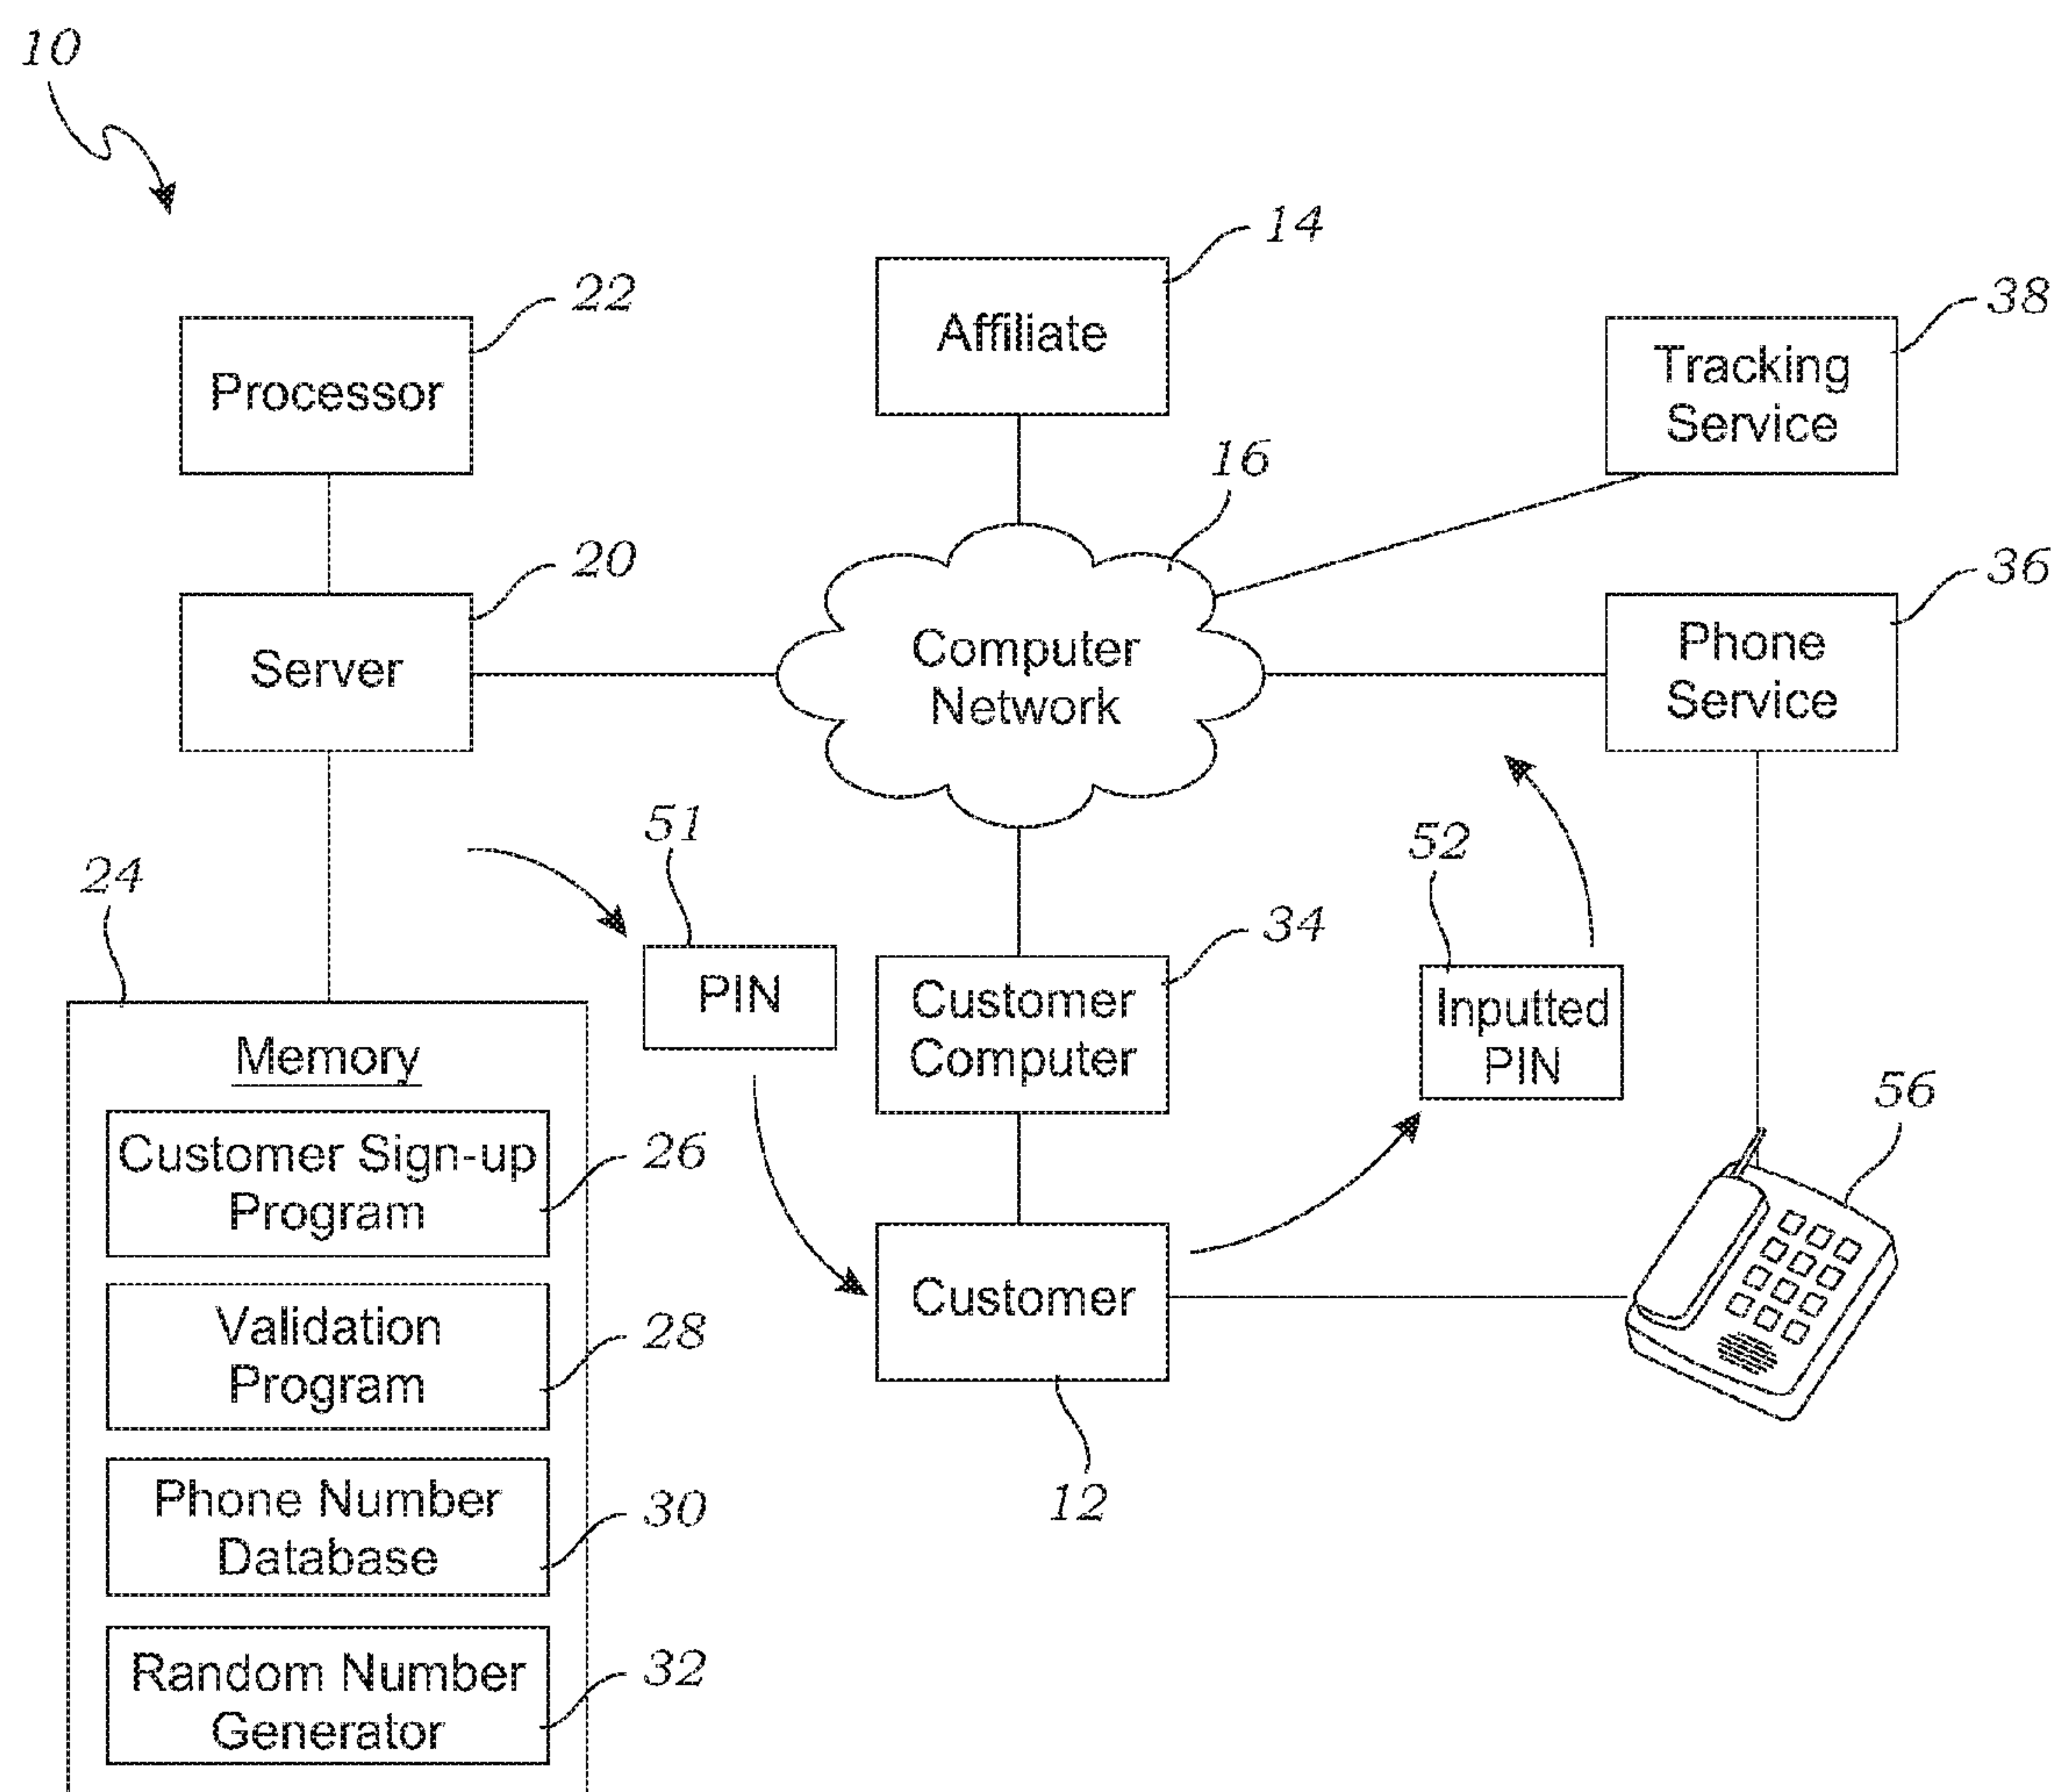 10
14
22
38
Affiliate
Tracking
Service
Processor
16
20
36
Computer
Network
Server
Phone
Service
51
52
24
34
PIN
Customer
Computer
Inputted
PIN
56
Memory
Customer Sign-up
Program
26
Customer
Validation
Program
28
12
Phone Number
Database
30
Random Number
Generator
32